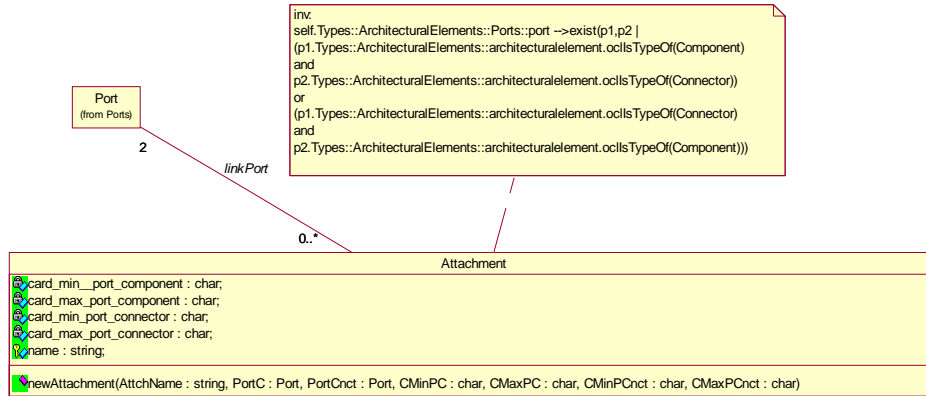 inv:
self.Types::ArchitecturalElements::Ports::port -->exist(p1,p2 |
(p1.Types::ArchitecturalElements::architecturalelement.oclIsTypeOf(Component)
and
p2.Types::ArchitecturalElements::architecturalelement.oclIsTypeOf(Connector))
or
(p1.Types::ArchitecturalElements::architecturalelement.oclIsTypeOf(Connector)
and
p2.Types::ArchitecturalElements::architecturalelement.oclIsTypeOf(Component)))
Port
(from Ports)
2
linkPort
0..*
Attachment
card_min__port_component : char;
card_max_port_component : char;
card_min_port_connector : char;
card_max_port_connector : char;
name : string;
newAttachment(AttchName : string, PortC : Port, PortCnct : Port, CMinPC : char, CMaxPC : char, CMinPCnct : char, CMaxPCnct : char)